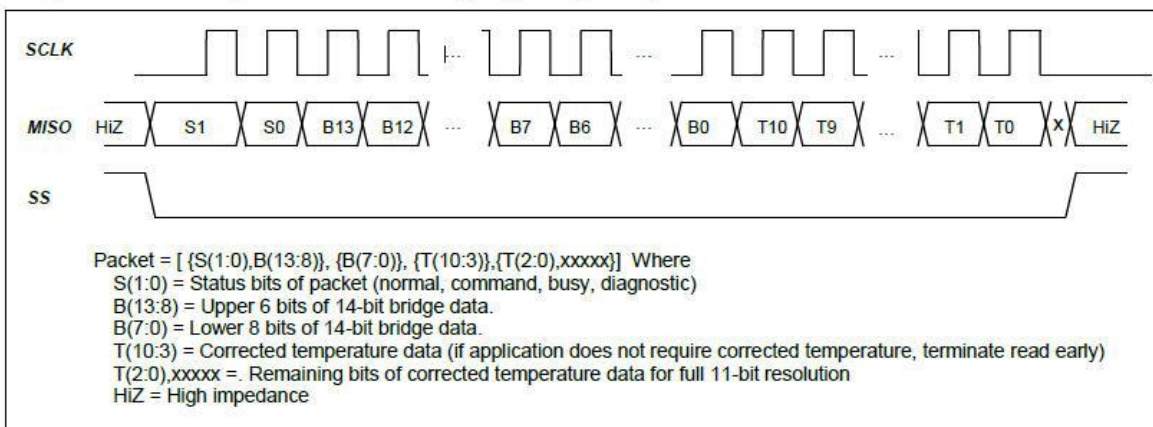 SCLK
... ... ...
MISO HiZ S1 S0 B13 B12 ... B7 B6 ... B0 T10 T9 ... T1 T0 X HiZ
SS
Packet = [ {S(1:0),B(13:8)}, {B(7:0)}, {T(10:3)},{T(2:0),xxxxx}] Where
S(1:0) = Status bits of packet (normal, command, busy, diagnostic)
B(13:8) = Upper 6 bits of 14-bit bridge data.
B(7:0) = Lower 8 bits of 14-bit bridge data.
T(10:3) = Corrected temperature data (if application does not require corrected temperature, terminate read early)
T(2:0),xxxxx =. Remaining bits of corrected temperature data for full 11-bit resolution
HiZ = High impedance